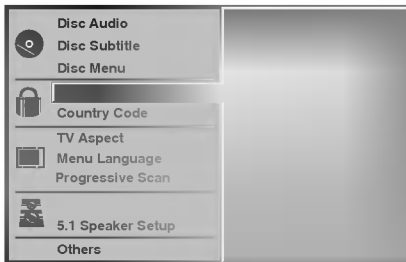 Disc Audio
Disc Subtitle
Disc Menu
Country Code
TV Aspect
Menu Language
Progressive Scan
5.1 Speaker Setup
Others